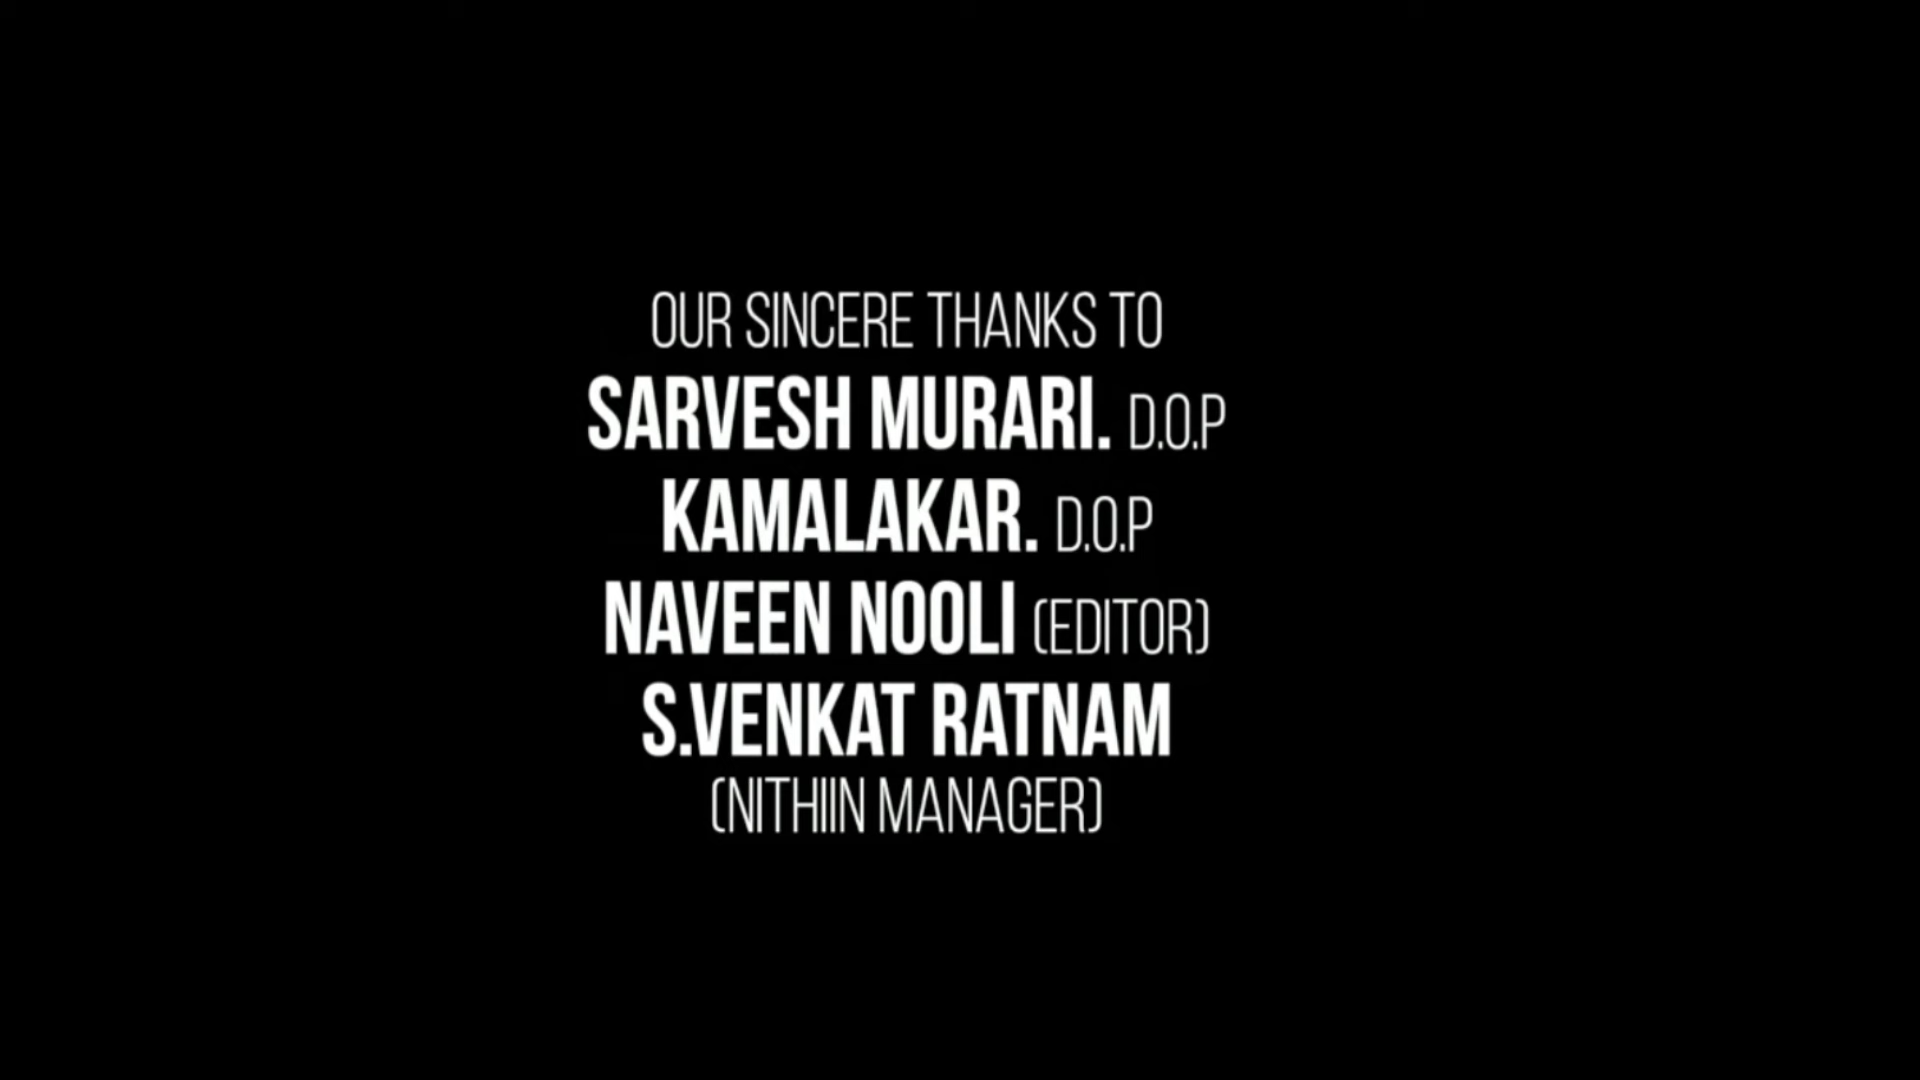 OUR SINCERE THANKS TO
SARVESH MURARI. D.O.P
KAMALAKAR. D.O.P
NAVEEN NOOLI (EDITOR)
S.VENKAT RATNAM
(NITHIIN MANAGER)